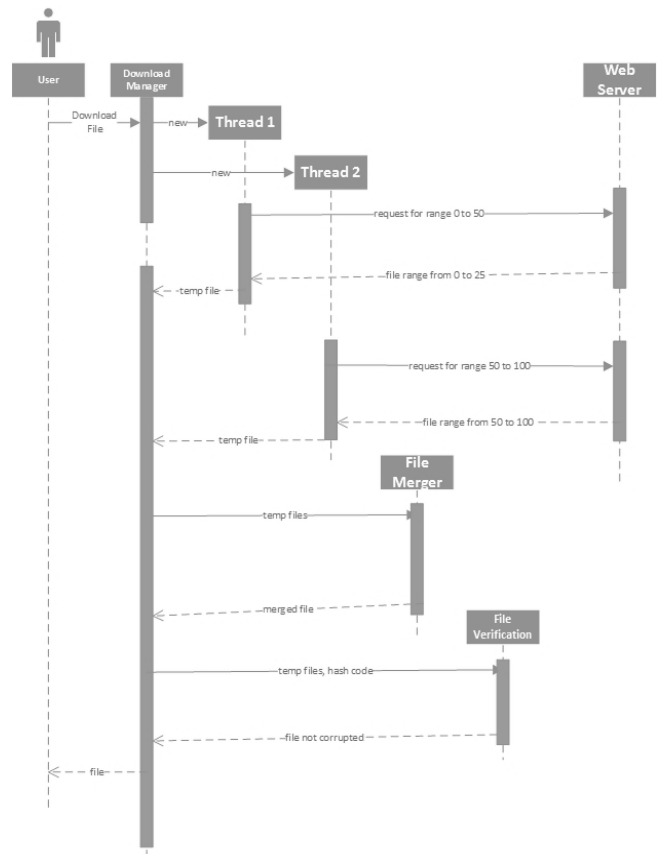 User
Download
Manager
Web
Server
Download
File
new
Thread 1
new
Thread 2
request for range 0 to 50
file range from 0 to 25
temp file
request for range 50 to 100
file range from 50 to 100
temp file
File
Merger
temp files
merged file
File
Verification
temp files, hash code
file not corrupted
file